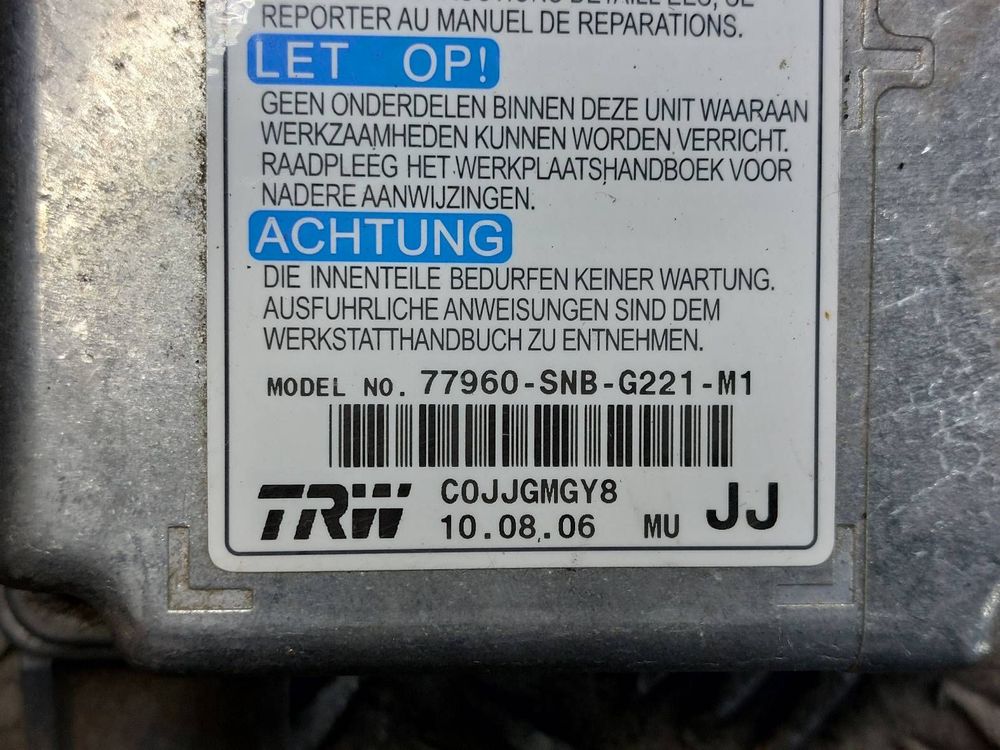 REPORTER AU MANUEL DE REPARATIONS.
LET OP!
GEEN ONDERDELEN BINNEN DEZE UNIT WAARAAN
WERKZAAMHEDEN KUNNEN WORDEN VERRICHT.
RAADPLEEG HET WERKPLAATSHANDBOEK VOOR
NADERE AANWIJZINGEN.
ACHTUNG
DIE INNENTEILE BEDURFEN KEINER WARTUNG.
AUSFUHRLICHE ANWEISUNGEN SIND DEM
WERKSTATTHANDBUCH ZU ENTNEHMEN.
MODEL NO. 77960-SNB-G221-M1
TRW C0JJGMGY8
10.08.06 MU JJ